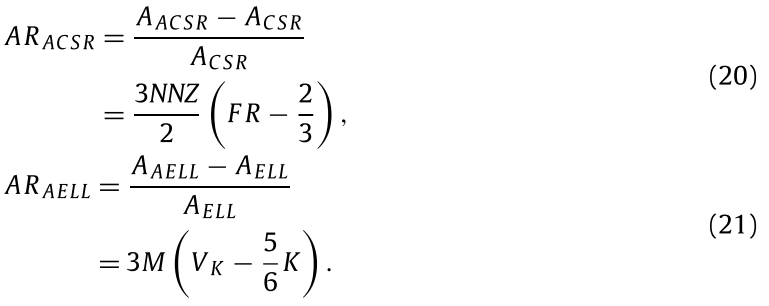 AR_{ACSR} = \frac{A_{ACSR} - A_{CSR}}{A_{CSR}}
= \frac{3NNZ}{2} \left( FR - \frac{2}{3} \right), (20)
AR_{AELL} = \frac{A_{AELL} - A_{ELL}}{A_{ELL}}
= 3M \left( V_K - \frac{5}{6} K \right). (21)